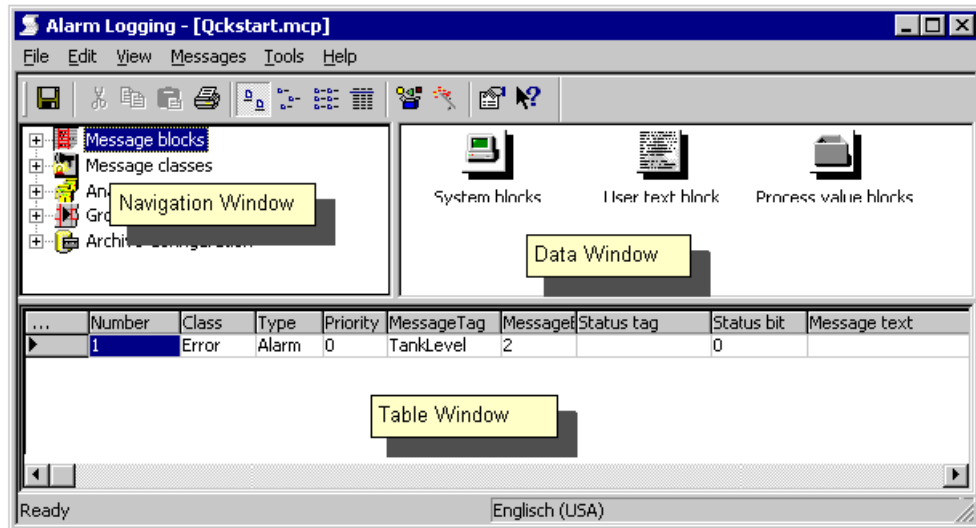 Alarm Logging - [Qckstart.mcp]
File Edit View Messages Tools Help
Message blocks
Message classes
Navigation Window
System blocks
User text block
Process value blocks
Data Window
... Number Class Type Priority MessageTag Status tag Status bit Message text
1 Error Alarm 0 TankLevel 2 0
Table Window
Ready
Englisch (USA)